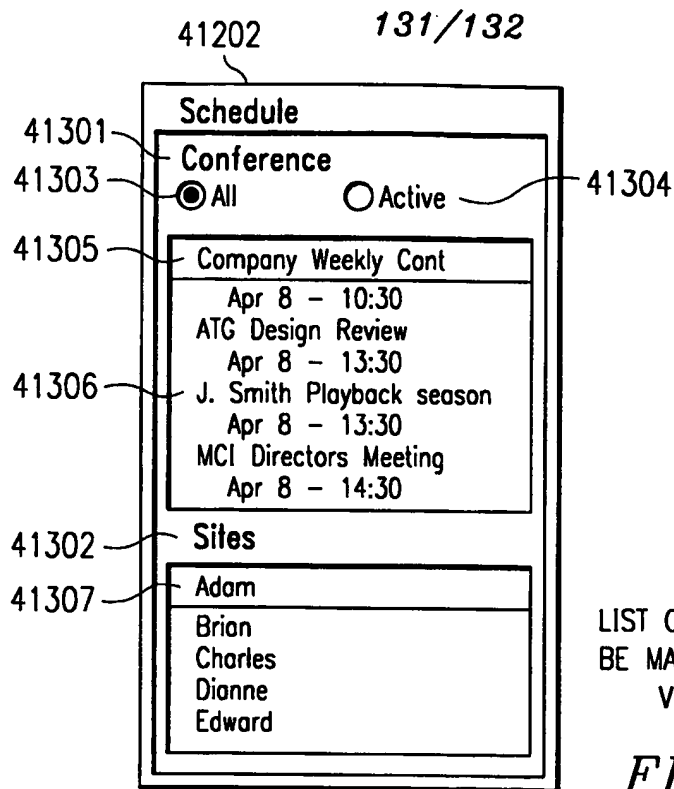 131/132
41202
Schedule
41301
Conference
41303
All
Active
41304
41305
Company Weekly Cont
Apr 8 – 10:30
ATG Design Review
Apr 8 – 13:30
41306
J. Smith Playback season
Apr 8 – 13:30
MCI Directors Meeting
Apr 8 – 14:30
41302
Sites
41307
Adam
Brian
Charles
Dianne
Edward
LIST
BE